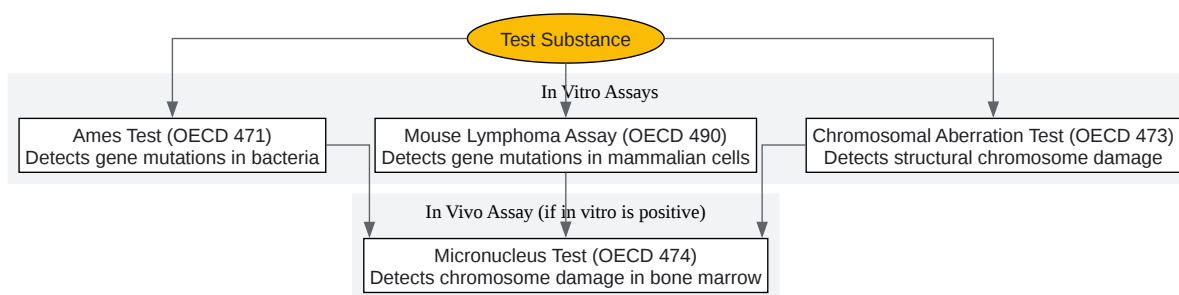 Test Substance
In Vitro Assays
Ames Test (OECD 471)
Detects gene mutations in bacteria
Mouse Lymphoma Assay (OECD 490)
Detects gene mutations in mammalian cells
Chromosomal Aberration Test (OECD 473)
Detects structural chromosome damage
In Vivo Assay (if in vitro is positive)
Micronucleus Test (OECD 474)
Detects chromosome damage in bone marrow